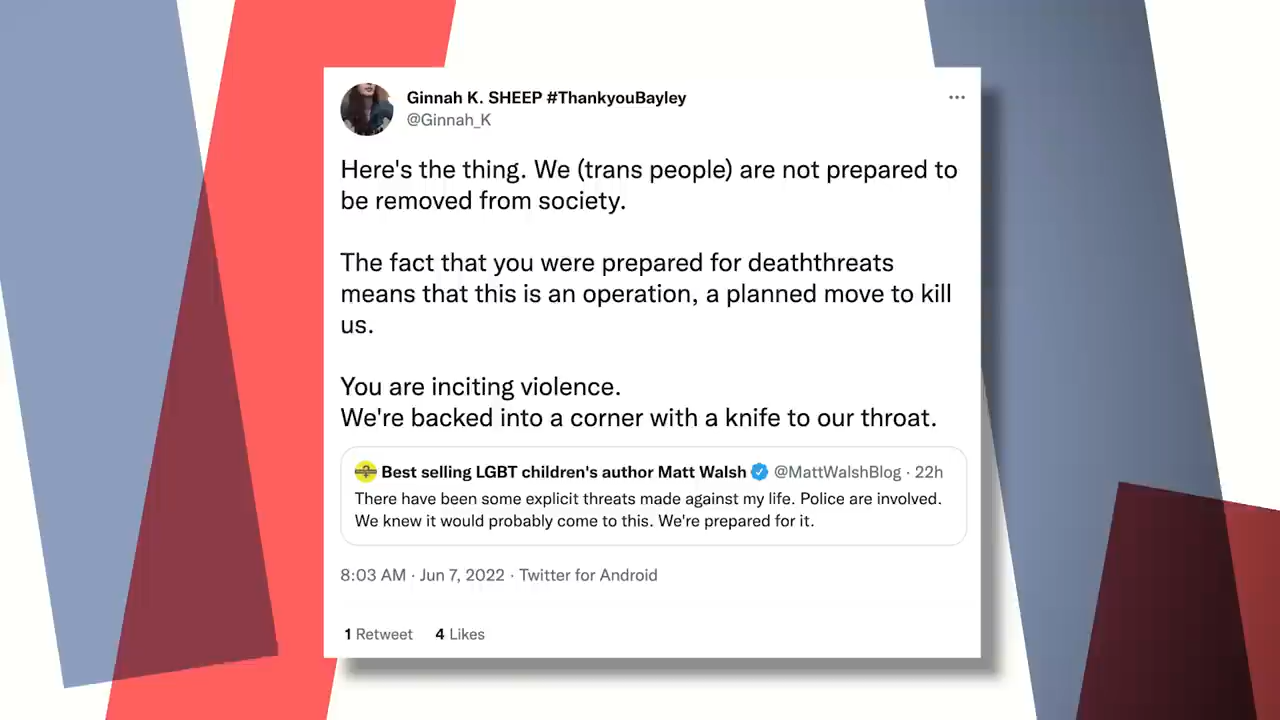 Ginnah K. SHEEP #ThankyouBayley
@Ginnah_K
Here's the thing. We (trans people) are not prepared to
be removed from society.
The fact that you were prepared for deaththreats
means that this is an operation, a planned move to kill
us.
You are inciting violence.
We're backed into a corner with a knife to our throat.
Best selling LGBT children's author Matt Walsh @MattWalshBlog · 22h
There have been some explicit threats made against my life. Police are involved.
We knew it would probably come to this. We're prepared for it.
8:03 AM · Jun 7, 2022 · Twitter for Android
1 Retweet 4 Likes